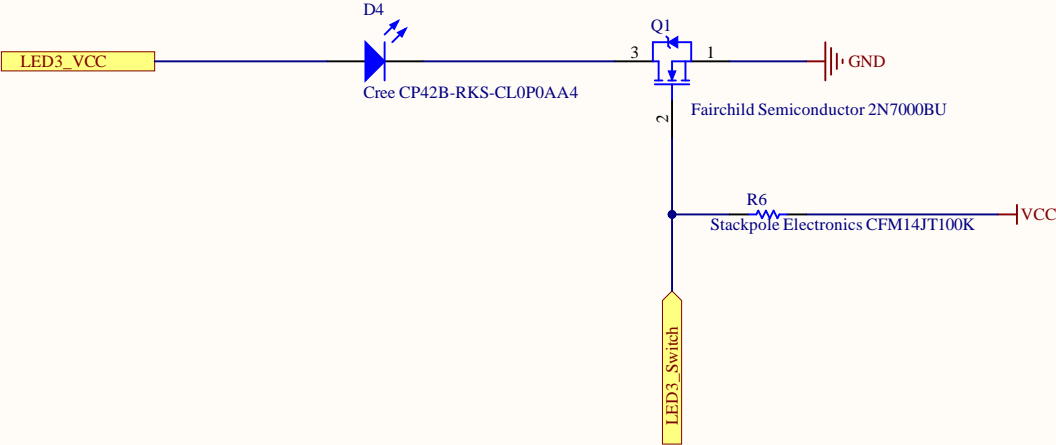 D4
Q1
LED3_VCC
3
1
GND
Cree CP42B-RKS-CL0P0AA4
2
Fairchild Semiconductor 2N7000BU
R6
VCC
Stackpole Electronics CFM14JT100K
LED3_Switch